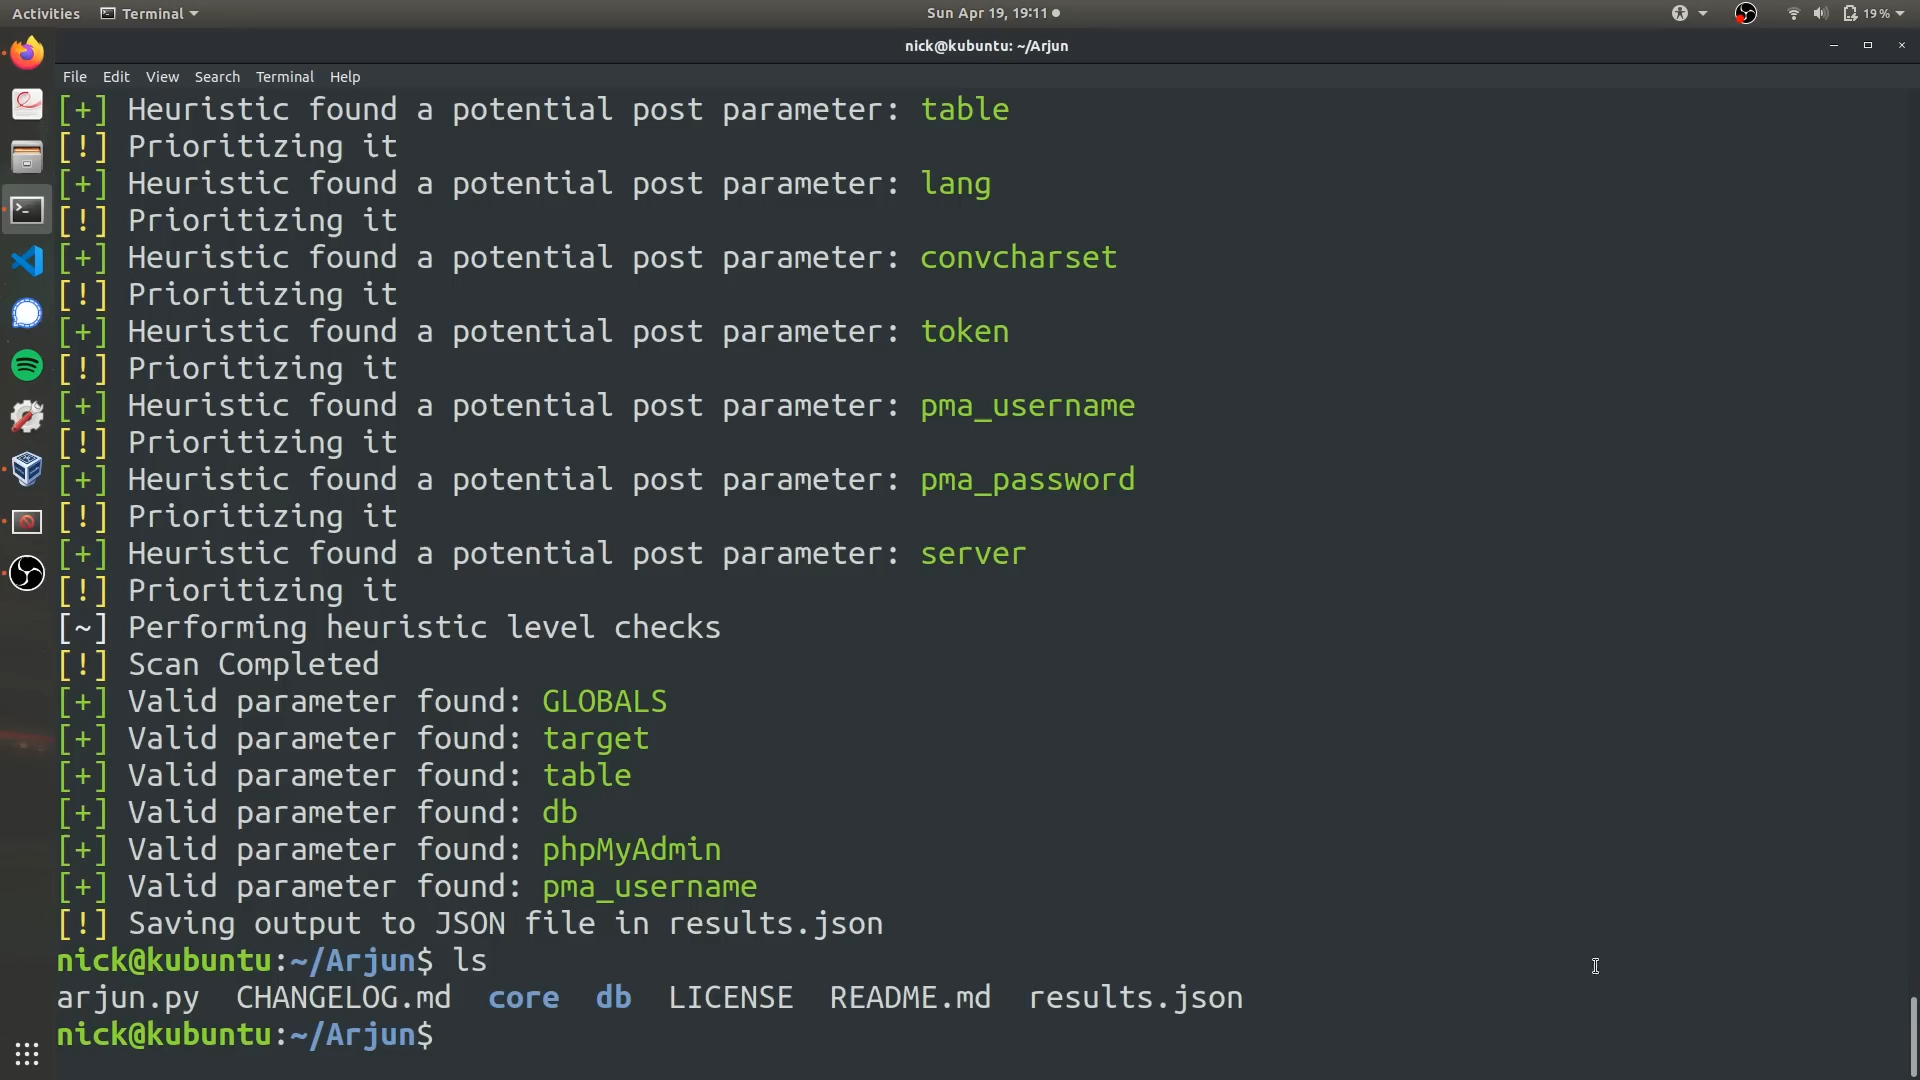 Activities Terminal Sun Apr 19, 19:11 19%
nick@kubuntu: ~/Arjun
File Edit View Search Terminal Help
[+] Heuristic found a potential post parameter: table
[!] Prioritizing it
[+] Heuristic found a potential post parameter: lang
[!] Prioritizing it
[+] Heuristic found a potential post parameter: convcharset
[!] Prioritizing it
[+] Heuristic found a potential post parameter: token
[!] Prioritizing it
[+] Heuristic found a potential post parameter: pma_username
[!] Prioritizing it
[+] Heuristic found a potential post parameter: pma_password
[!] Prioritizing it
[+] Heuristic found a potential post parameter: server
[!] Prioritizing it
[~] Performing heuristic level checks
[!] Scan Completed
[+] Valid parameter found: GLOBALS
[+] Valid parameter found: target
[+] Valid parameter found: table
[+] Valid parameter found: db
[+] Valid parameter found: phpMyAdmin
[+] Valid parameter found: pma_username
[!] Saving output to JSON file in results.json
nick@kubuntu:~/Arjun$ ls
arjun.py CHANGELOG.md core db LICENSE README.md results.json
nick@kubuntu:~/Arjun$